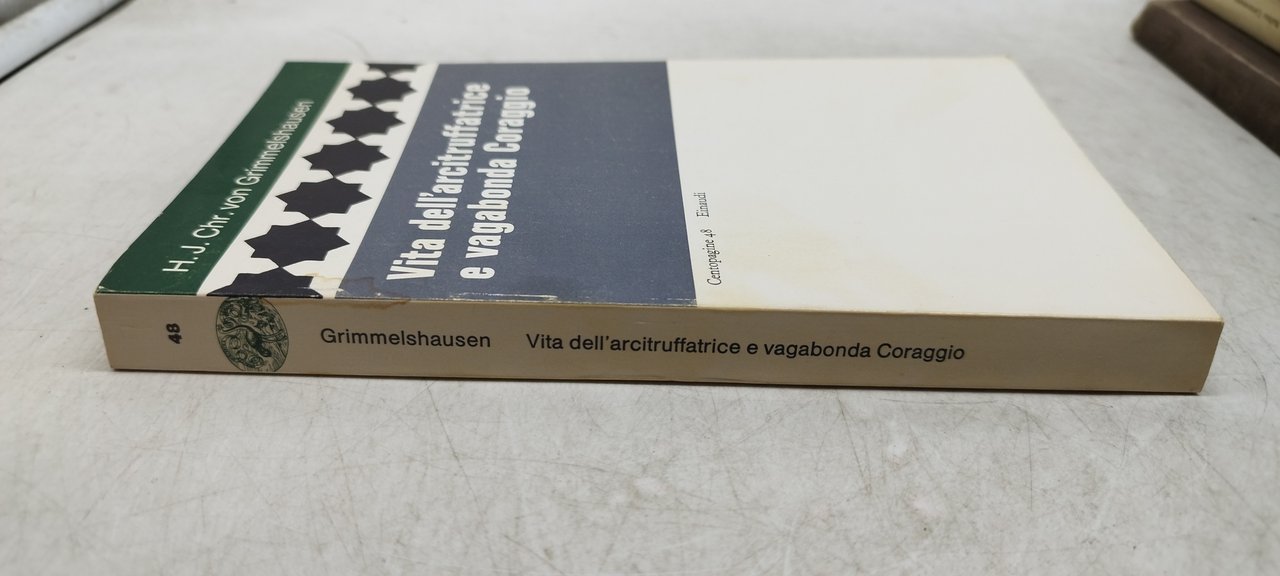 H. J. Chr. von Grimmelshausen
Vita dell'arcitruffatrice
e vagabonda Coraggio
Centopagine 48 Einaudi
48
Grimmelshausen Vita dell'arcitruffatrice e vagabonda Coraggio